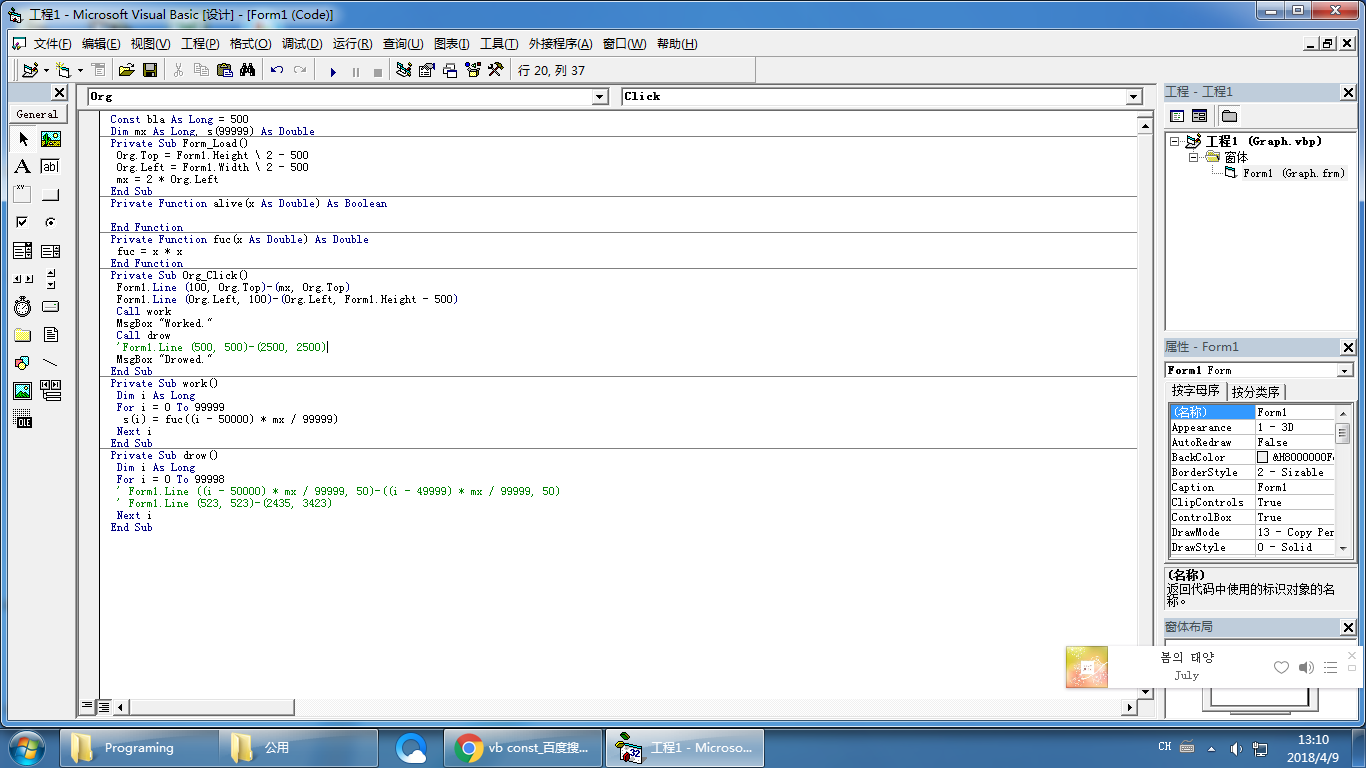 工程1 - Microsoft Visual Basic [设计] - [Form1 (Code)]
文件(F) 编辑(E) 视图(V) 工程(P) 格式(O) 调试(D) 运行(R) 查询(U) 图表(I) 工具(T) 外接程序(A) 窗口(W) 帮助(H)
行 20, 列 37
General
Org
Click
Const bla As Long = 500
Dim mx As Long, s(99999) As Double
Private Sub Form_Load()
Org.Top = Form1.Height \ 2 - 500
Org.Left = Form1.Width \ 2 - 500
mx = 2 * Org.Left
End Sub
Private Function alive(x As Double) As Boolean
End Function
Private Function fuc(x As Double) As Double
fuc = x * x
End Function
Private Sub Org_Click()
Form1.Line (100, Org.Top)-(mx, Org.Top)
Form1.Line (Org.Left, 100)-(Org.Left, Form1.Height - 500)
Call work
MsgBox "Worked."
Call drow
'Form1.Line (500, 500)-(2500, 2500)
MsgBox "Drowed."
End Sub
Private Sub work()
Dim i As Long
For i = 0 To 99999
s(i) = fuc((i - 50000) * mx / 99999)
Next i
End Sub
Private Sub drow()
Dim i As Long
For i = 0 To 99998
' Form1.Line ((i - 50000) * mx / 99999, 50)-((i - 49999) * mx / 99999, 50)
' Form1.Line (523, 523)-(2435, 3423)
Next i
End Sub
工程 - 工程1
工程1 (Graph.vbp)
窗体
Form1 (Graph.frm)
属性 - Form1
Form1 Form
按字母序 按分类序
(名称) Form1
Appearance 1 - 3D
AutoRedraw False
BackColor &H8000000F
BorderStyle 2 - Sizable
Caption Form1
ClipControls True
ControlBox True
DrawMode 13 - Copy Per
DrawStyle 0 - Solid
(名称)
返回代码中使用的标识对象的名
称。
窗体布局
봄의 태양
July
Programing
公用
vb const_百度搜...
工程1 - Microso...
CH
13:10
2018/4/9